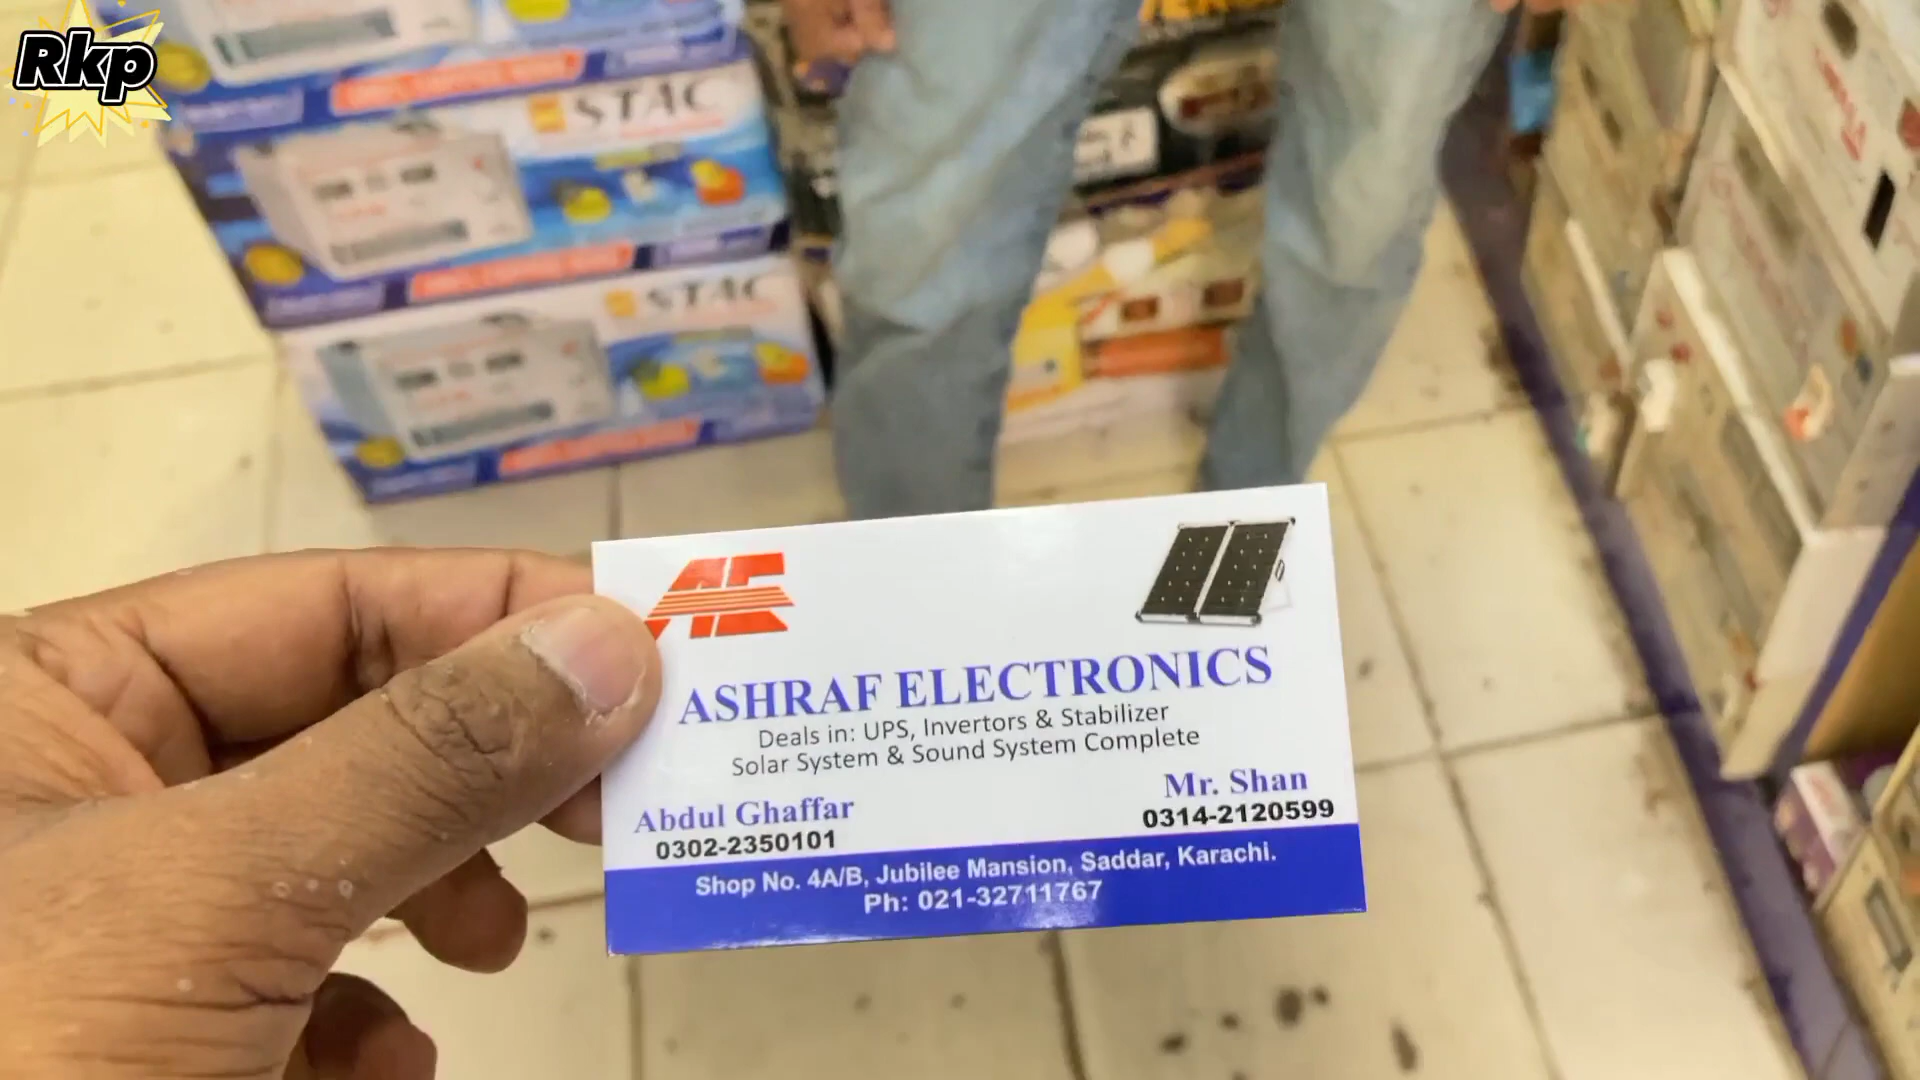 Rkp
STAC
STAC
AE
ASHRAF ELECTRONICS
Deals in: UPS, Invertors & Stabilizer
Solar System & Sound System Complete
Abdul Ghaffar
0302-2350101
Mr. Shan
0314-2120599
Shop No. 4A/B, Jubilee Mansion, Saddar, Karachi.
Ph: 021-32711767